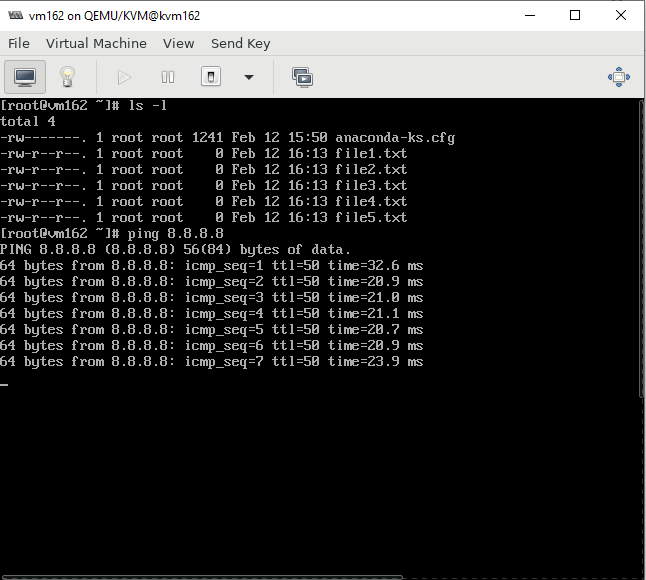 vm162 on QEMU/KVM@kvm162
File Virtual Machine View Send Key
[root@vm162 ~]# ls -l
total 4
-rw-------. 1 root root 1241 Feb 12 15:50 anaconda-ks.cfg
-rw-r--r--. 1 root root    0 Feb 12 16:13 file1.txt
-rw-r--r--. 1 root root    0 Feb 12 16:13 file2.txt
-rw-r--r--. 1 root root    0 Feb 12 16:13 file3.txt
-rw-r--r--. 1 root root    0 Feb 12 16:13 file4.txt
-rw-r--r--. 1 root root    0 Feb 12 16:13 file5.txt
[root@vm162 ~]# ping 8.8.8.8
PING 8.8.8.8 (8.8.8.8) 56(84) bytes of data.
64 bytes from 8.8.8.8: icmp_seq=1 ttl=50 time=32.6 ms
64 bytes from 8.8.8.8: icmp_seq=2 ttl=50 time=20.9 ms
64 bytes from 8.8.8.8: icmp_seq=3 ttl=50 time=21.0 ms
64 bytes from 8.8.8.8: icmp_seq=4 ttl=50 time=21.1 ms
64 bytes from 8.8.8.8: icmp_seq=5 ttl=50 time=20.7 ms
64 bytes from 8.8.8.8: icmp_seq=6 ttl=50 time=20.9 ms
64 bytes from 8.8.8.8: icmp_seq=7 ttl=50 time=23.9 ms